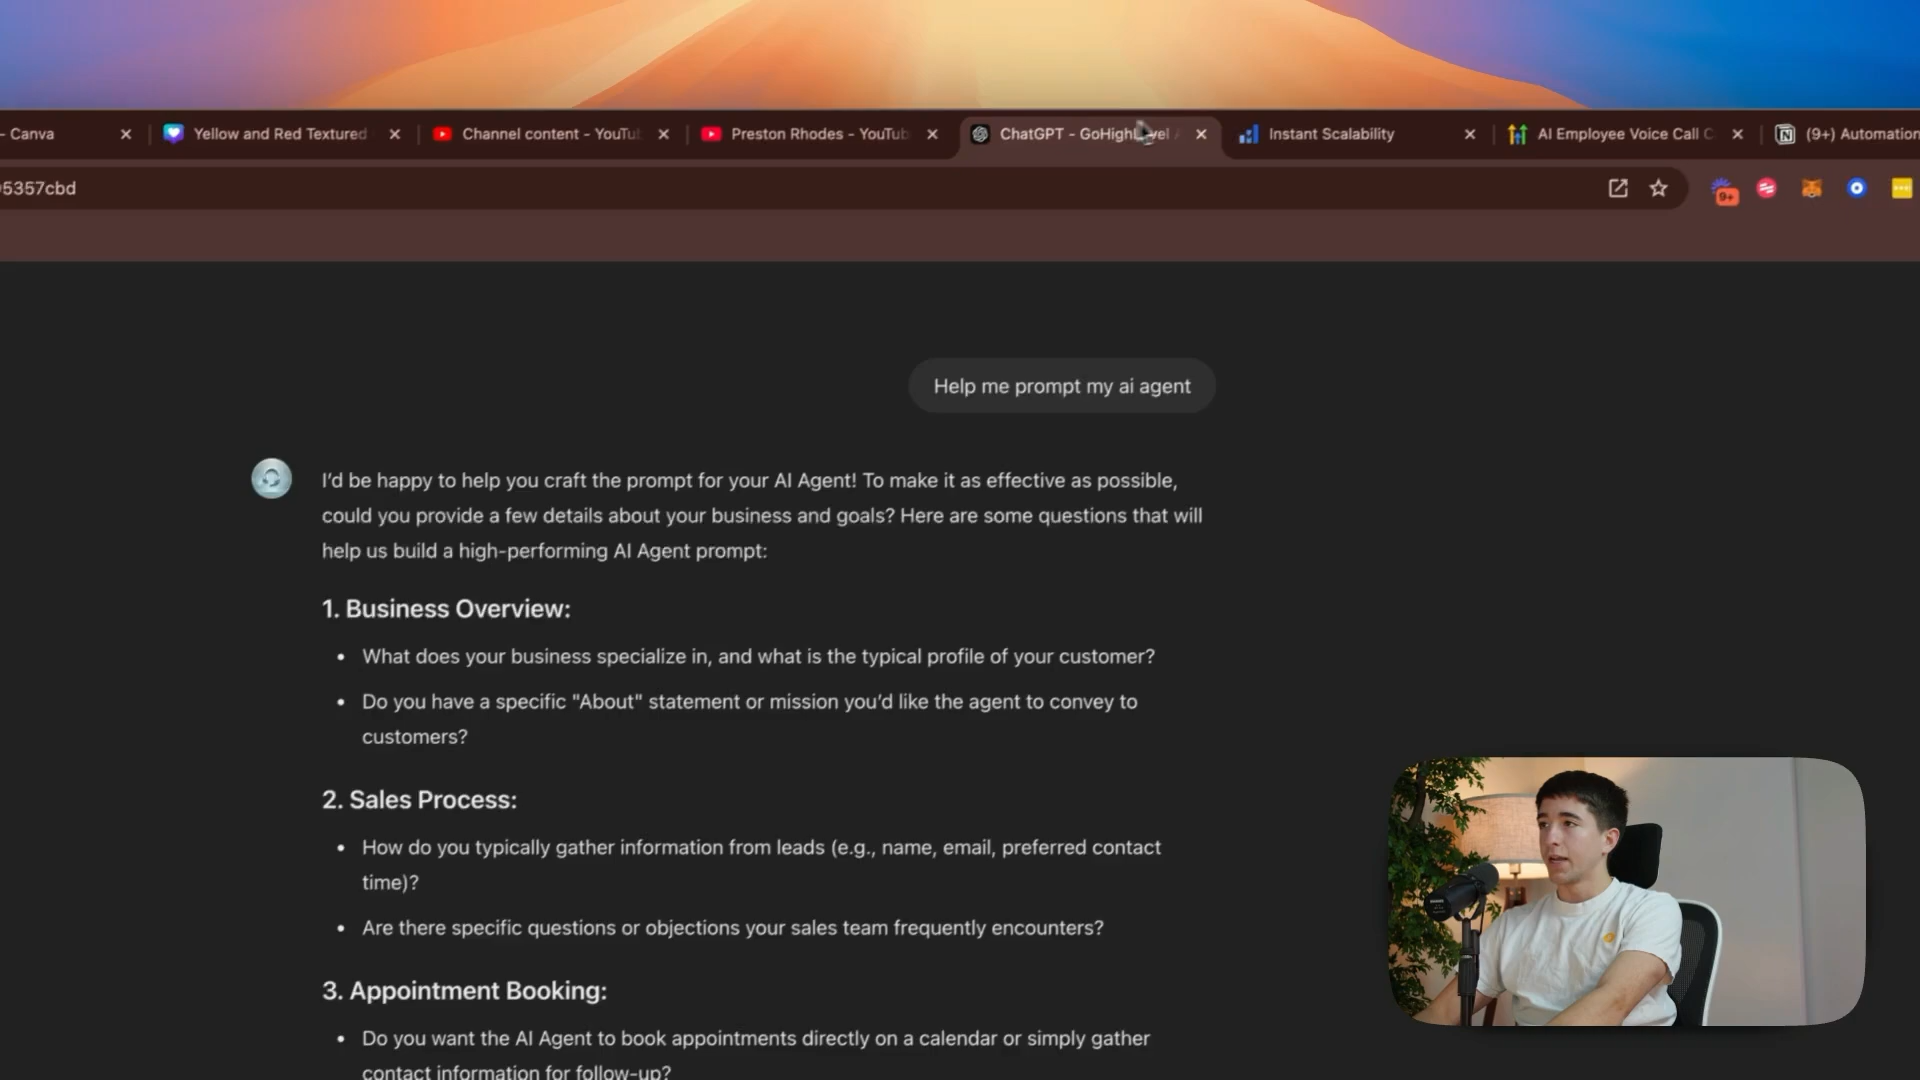 - Canva
Yellow and Red Textured
Channel content - YouTu
Preston Rhodes - YouTub
ChatGPT - GoHighLevel
Instant Scalability
AI Employee Voice Call C
(9+) Automation
5357cbd
9+
Help me prompt my ai agent
I'd be happy to help you craft the prompt for your AI Agent! To make it as effective as possible,
could you provide a few details about your business and goals? Here are some questions that will
help us build a high-performing AI Agent prompt:
1. Business Overview:
• What does your business specialize in, and what is the typical profile of your customer?
• Do you have a specific "About" statement or mission you'd like the agent to convey to
customers?
2. Sales Process:
• How do you typically gather information from leads (e.g., name, email, preferred contact
time)?
• Are there specific questions or objections your sales team frequently encounters?
3. Appointment Booking:
• Do you want the AI Agent to book appointments directly on a calendar or simply gather
contact information for follow-up?